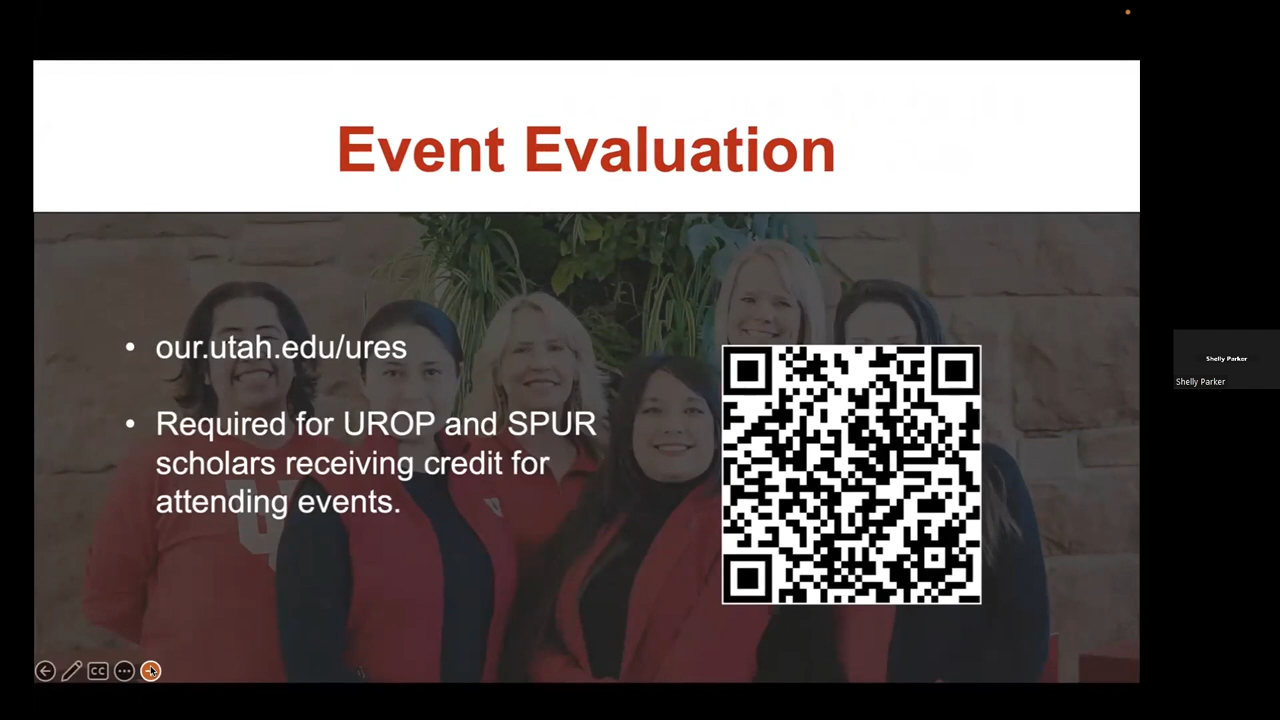 Event Evaluation
• our.utah.edu/ures
• Required for UROP and SPUR
scholars receiving credit for
attending events.
U
CC
Shelly Parker
Shelly Parker